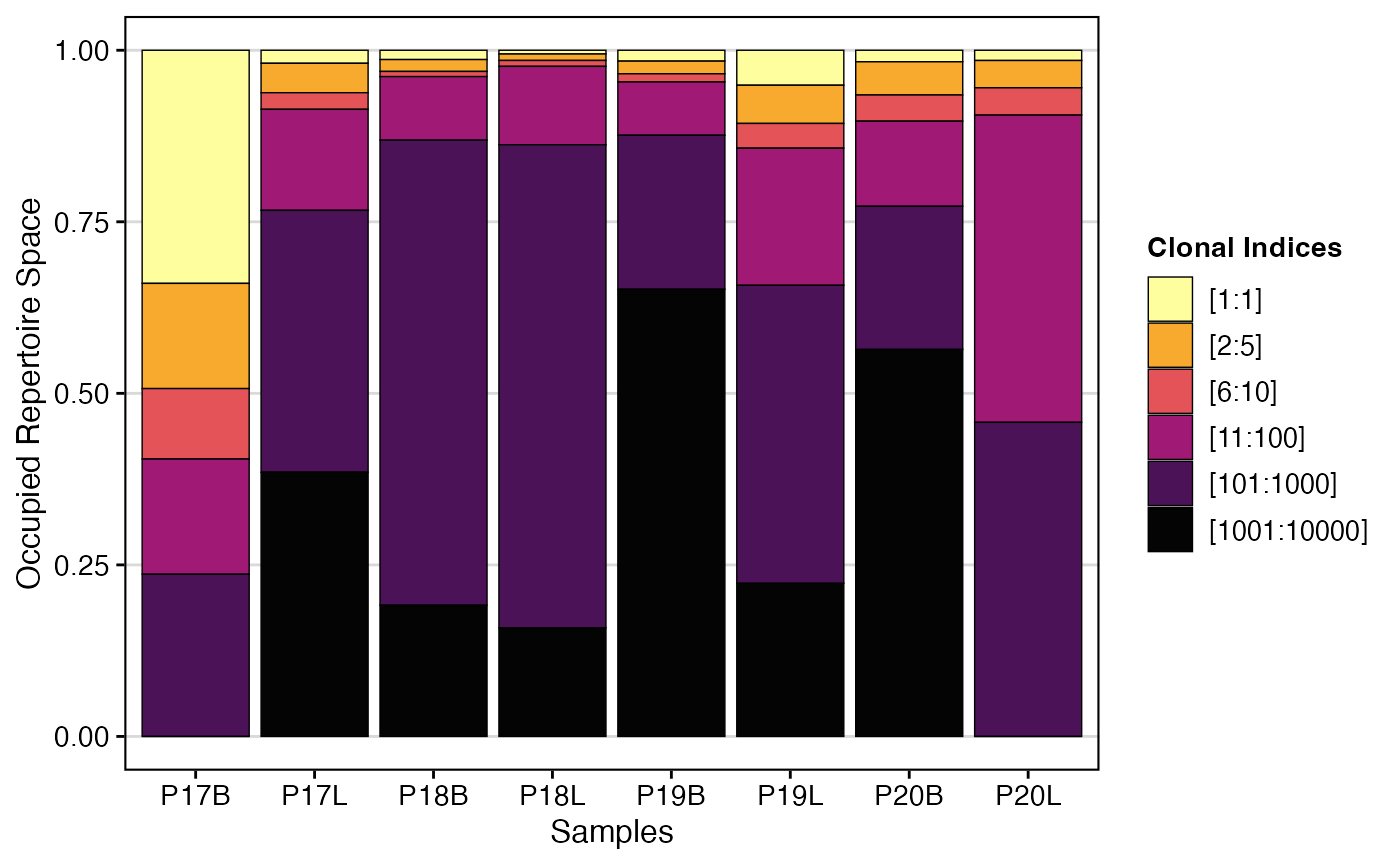 Occupied Repertoire Space
1.00
0.75
0.50
0.25
0.00
P17B P17L P18B P18L P19B P19L P20B P20L
Samples
Clonal Indices
[1:1]
[2:5]
[6:10]
[11:100]
[101:1000]
[1001:10000]